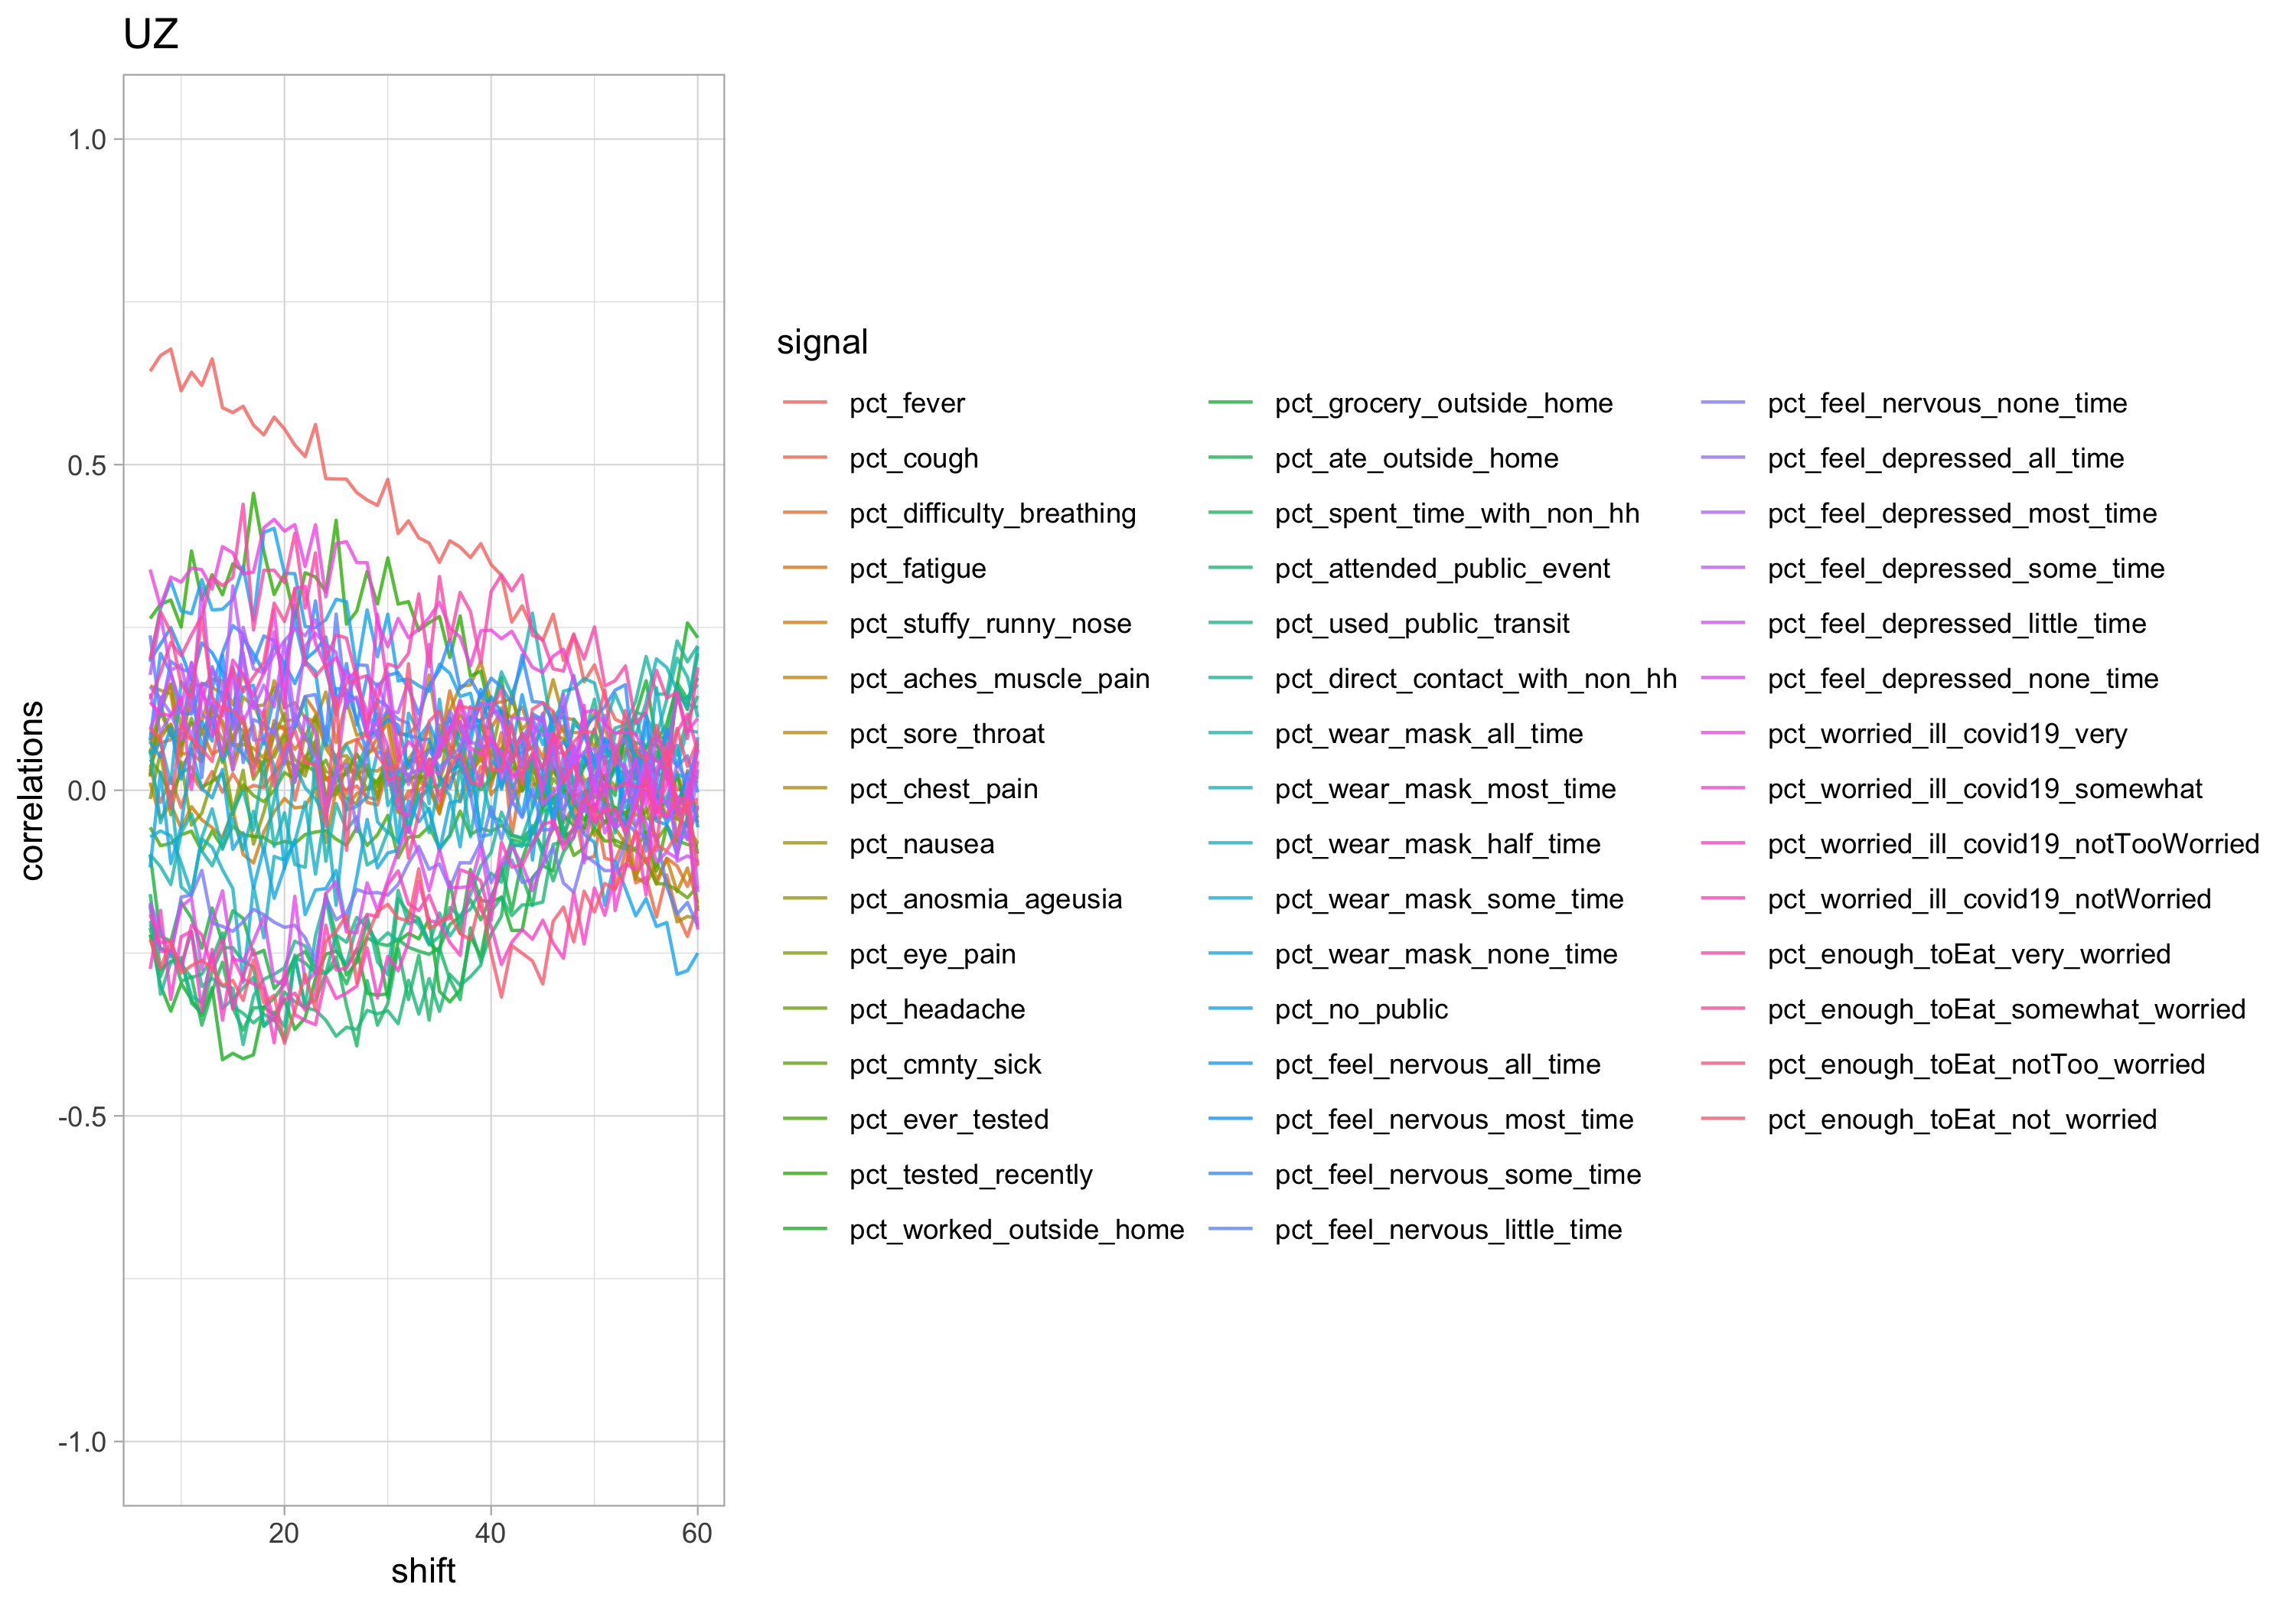 UZ
correlations
1.0
0.5
0.0
-0.5
-1.0
20 40 60
shift
signal
pct_fever
pct_cough
pct_difficulty_breathing
pct_fatigue
pct_stuffy_runny_nose
pct_aches_muscle_pain
pct_sore_throat
pct_chest_pain
pct_nausea
pct_anosmia_ageusia
pct_eye_pain
pct_headache
pct_cmnty_sick
pct_ever_tested
pct_tested_recently
pct_worked_outside_home
pct_grocery_outside_home
pct_ate_outside_home
pct_spent_time_with_non_hh
pct_attended_public_event
pct_used_public_transit
pct_direct_contact_with_non_hh
pct_wear_mask_all_time
pct_wear_mask_most_time
pct_wear_mask_half_time
pct_wear_mask_some_time
pct_wear_mask_none_time
pct_no_public
pct_feel_nervous_all_time
pct_feel_nervous_most_time
pct_feel_nervous_some_time
pct_feel_nervous_little_time
pct_feel_nervous_none_time
pct_feel_depressed_all_time
pct_feel_depressed_most_time
pct_feel_depressed_some_time
pct_feel_depressed_little_time
pct_feel_depressed_none_time
pct_worried_ill_covid19_very
pct_worried_ill_covid19_somewhat
pct_worried_ill_covid19_notTooWorried
pct_worried_ill_covid19_notWorried
pct_enough_toEat_very_worried
pct_enough_toEat_somewhat_worried
pct_enough_toEat_notToo_worried
pct_enough_toEat_not_worried